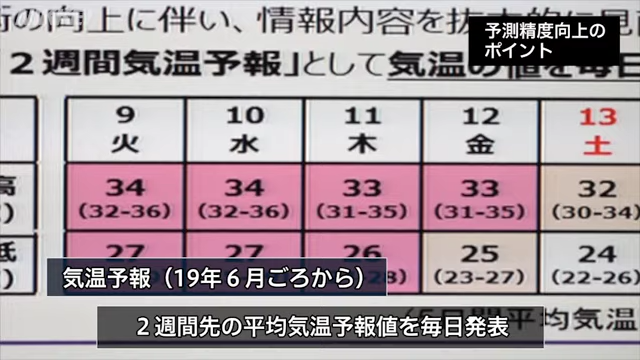 の向上に伴い、情報内容を抜本的に見
予測精度向上の
ポイント
２週間気温予報」として気温の値を毎日
9 10 11 12 13
火 水 木 金 土
34 34 33 33 32
(32-36) (32-36) (31-35) (31-35) (30-34)
27 27 26 25 24
(23-27) (22-26)
気温予報（19年６月ごろから）
平均気温
２週間先の平均気温予報値を毎日発表